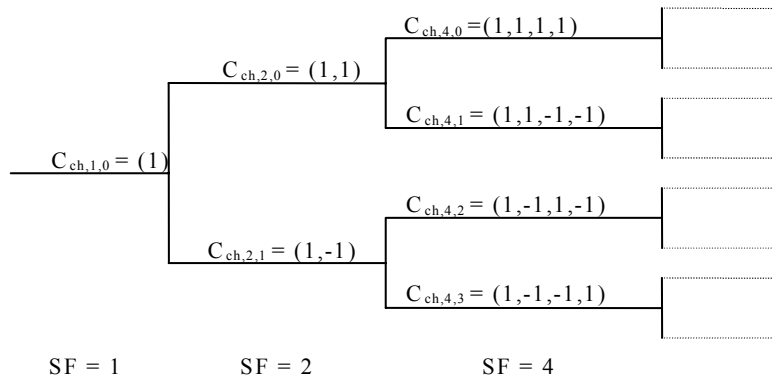 C ch,4,0 =(1,1,1,1)
C ch,2,0 = (1,1)
C ch,4,1 = (1,1,-1,-1)
C ch,1,0 = (1)
C ch,4,2 = (1,-1,1,-1)
C ch,2,1 = (1,-1)
C ch,4,3 = (1,-1,-1,1)
SF = 1 SF = 2 SF = 4